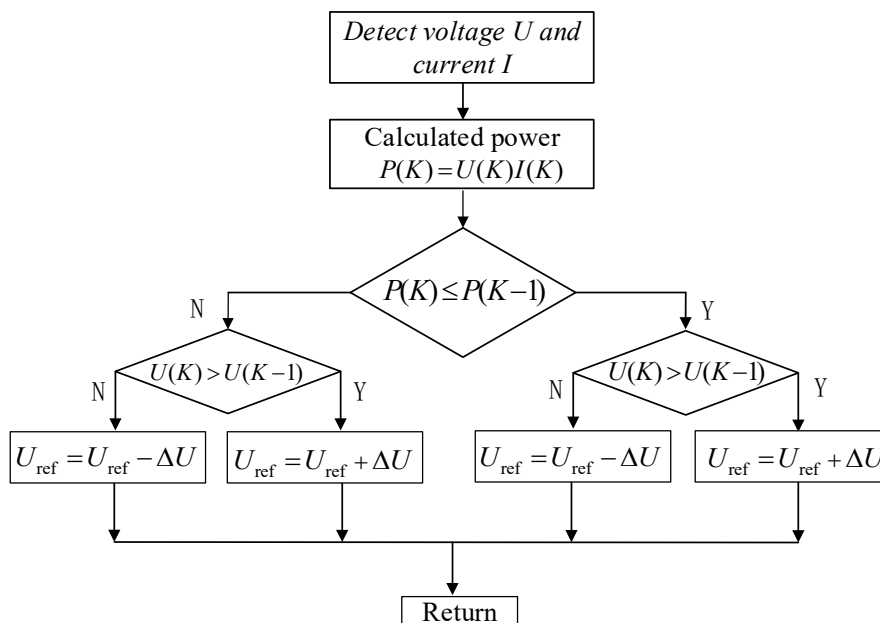 Detect voltage U and
current I
Calculated power
P(K)=U(K)I(K)
P(K)≤P(K−1)
N
Y
U(K)>U(K−1)
U(K)>U(K−1)
N
Y
N
Y
U_ref=U_ref−ΔU
U_ref=U_ref+ΔU
U_ref=U_ref−ΔU
U_ref=U_ref+ΔU
Return